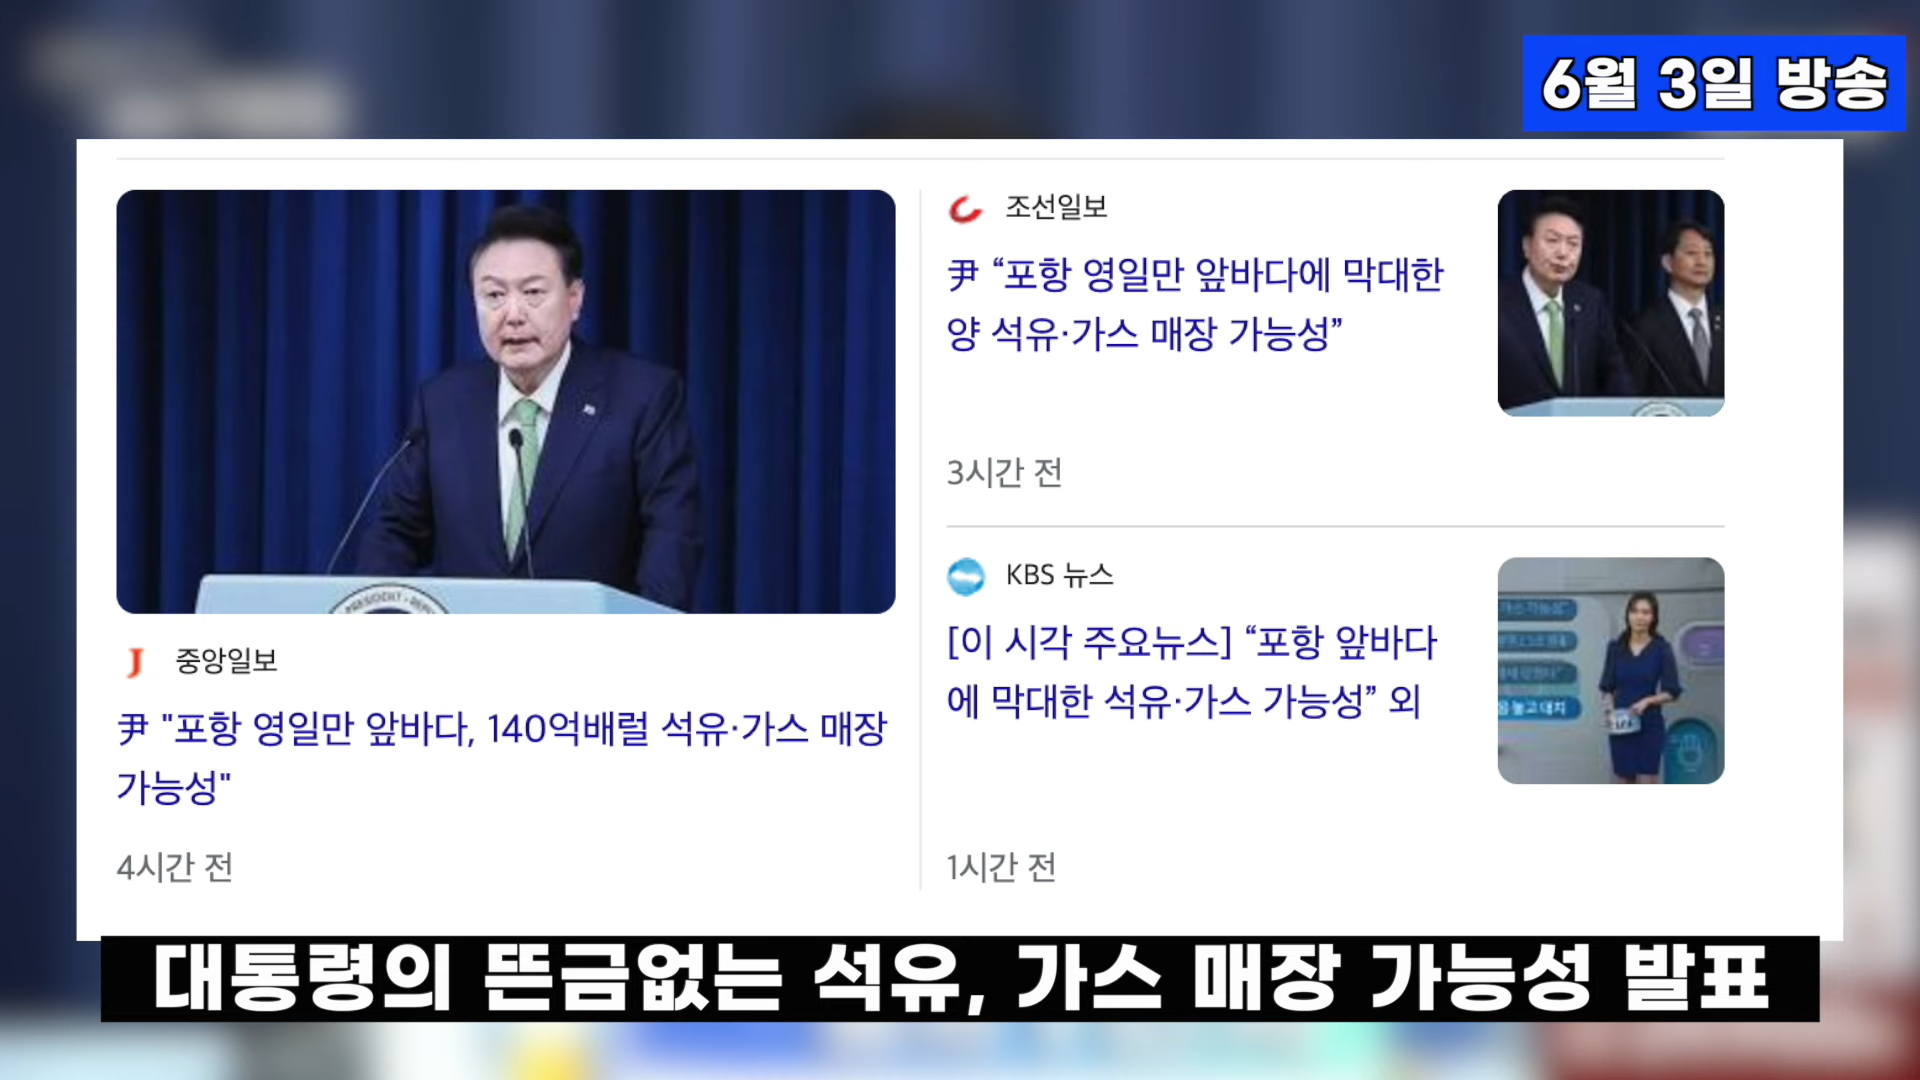 6월 3일 방송
PRESIDENT · REPU
J 중앙일보
尹 "포항 영일만 앞바다, 140억배럴 석유·가스 매장
가능성"
4시간 전
조선일보
尹 “포항 영일만 앞바다에 막대한
양 석유·가스 매장 가능성”
3시간 전
KBS 뉴스
[이 시각 주요뉴스] “포항 앞바다
에 막대한 석유·가스 가능성” 외
1시간 전
놓고 대치
대통령의 뜬금없는 석유, 가스 매장 가능성 발표